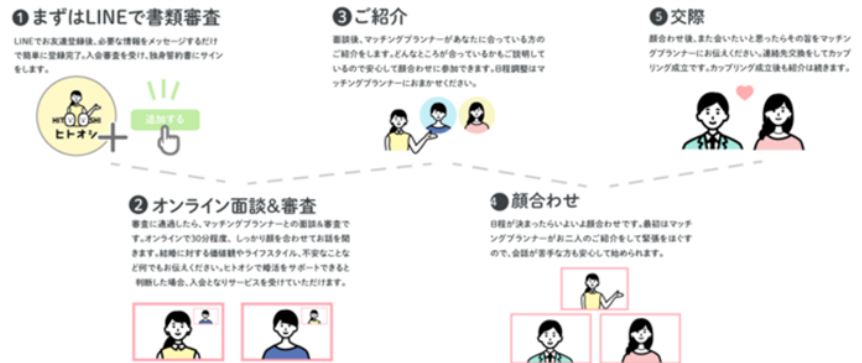 ❶まずはLINEで書類審査
LINEでお友達登録後、必要な情報をメッセージするだけ
で簡単に登録完了。入会審査を受け、独身誓約書にサイン
をします。
HITOOSHI
ヒトオシ
追加する
❷オンライン面談&審査
審査に通過したら、マッチングプランナーとの面談&審査で
す。オンラインで30分程度、しっかり顔を合わせてお話を聞
きます。結婚に対する価値観やライフスタイル、不安なことな
ど何でもお伝えください。ヒトオシで婚活をサポートできると
判断した場合、入会となりサービスを受けていただけます。
❸ご紹介
面談後、マッチングプランナーがあなたに合っている方の
ご紹介をします。どんなところが合っているかもご説明して
いるので安心して顔合わせに参加できます。日程調整はマ
ッチングプランナーにおまかせください。
❹顔合わせ
日程が決まったらいよいよ顔合わせです。最初はマッチ
ングプランナーがお二人のご紹介をして緊張をほぐす
ので、会話が苦手な方も安心して始められます。
❺交際
顔合わせ後、また会いたいと思ったらその旨をマッチン
グプランナーにお伝えください。連絡先交換をしてカップ
リング成立です。カップリング成立後も紹介は続きます。